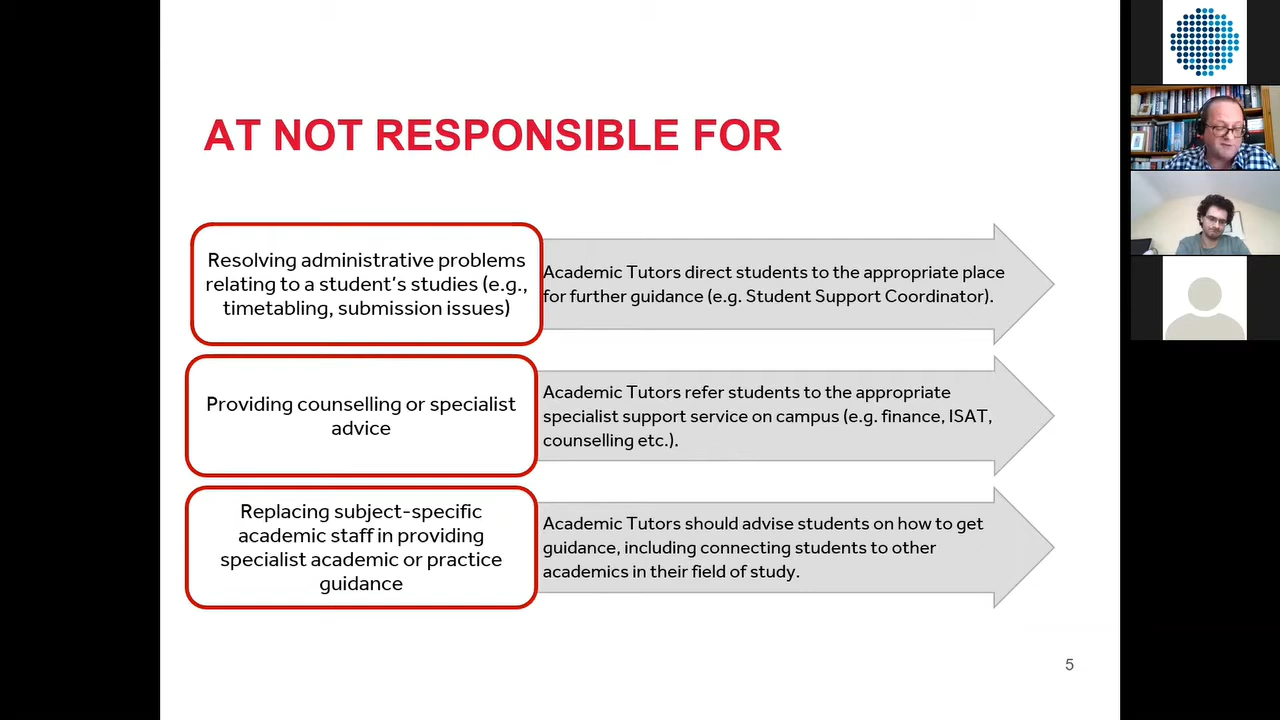 AT NOT RESPONSIBLE FOR
Resolving administrative problems
relating to a student's studies (e.g.,
timetabling, submission issues)
Academic Tutors direct students to the appropriate place
for further guidance (e.g. Student Support Coordinator).
Providing counselling or specialist
advice
Academic Tutors refer students to the appropriate
specialist support service on campus (e.g. finance, ISAT,
counselling etc.).
Replacing subject-specific
academic staff in providing
specialist academic or practice
guidance
Academic Tutors should advise students on how to get
guidance, including connecting students to other
academics in their field of study.
5